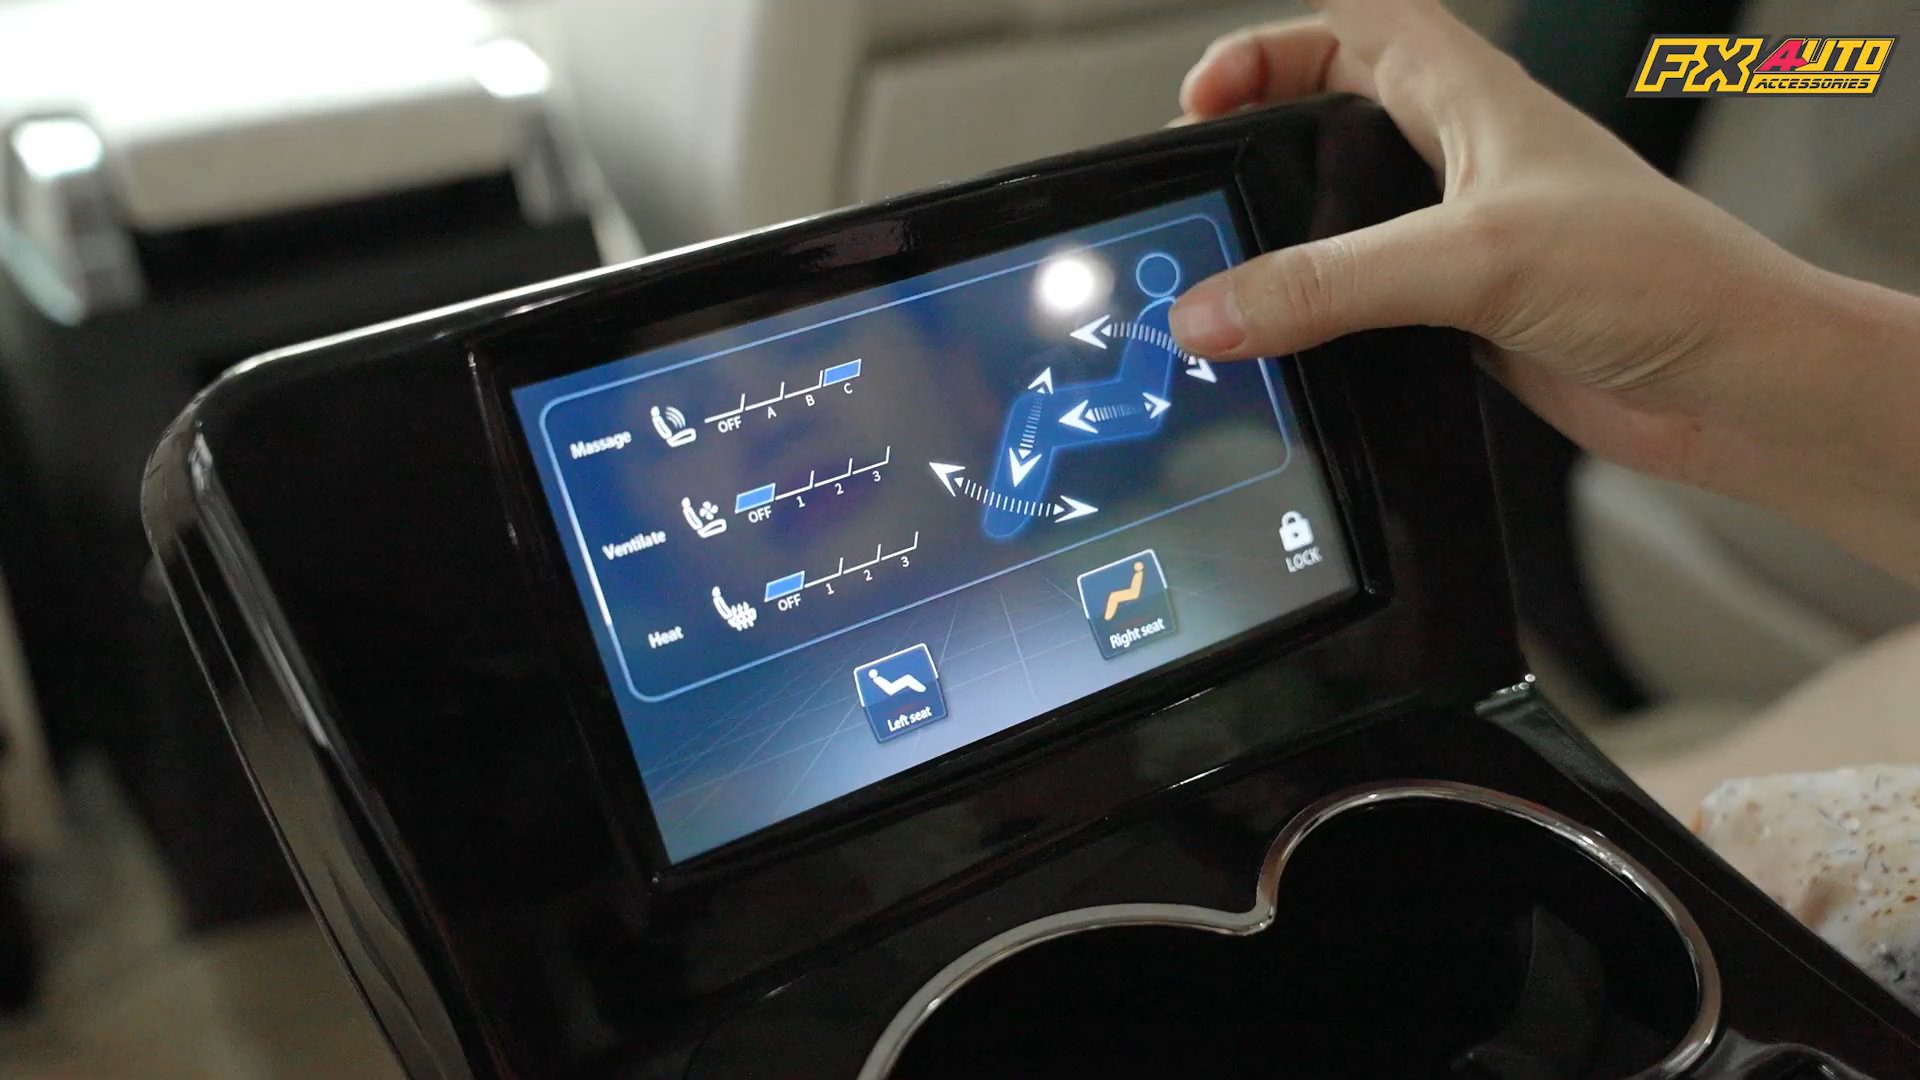 FX AUTO
ACCESSORIES
Massage OFF A B C
Ventilate OFF 1 2 3
Heat OFF 1 2 3
LOCK
Left seat
Right seat